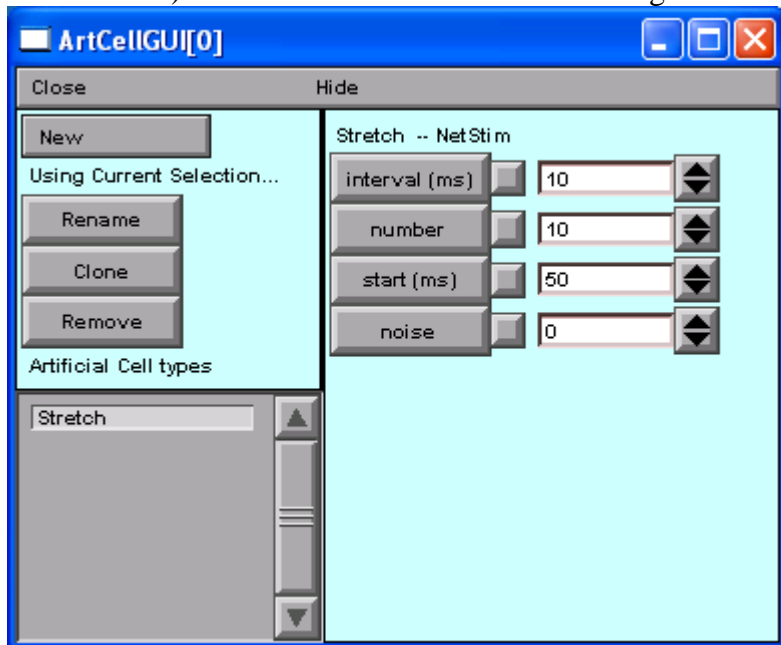 ArtCellGUI[0]
Close Hide
New
Using Current Selection...
Rename
Clone
Remove
Artificial Cell types
Stretch
Stretch -- NetStim
interval (ms) 10
number 10
start (ms) 50
noise 0